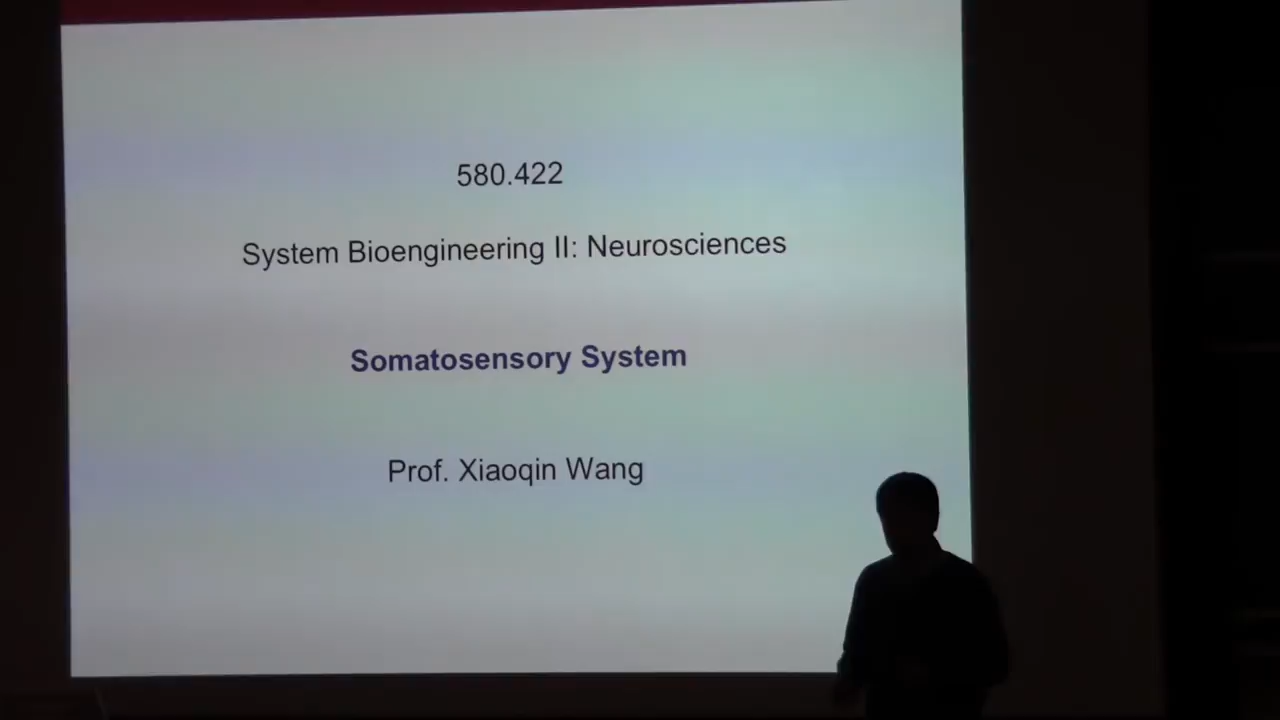 580.422
System Bioengineering II: Neurosciences
Somatosensory System
Prof. Xiaoqin Wang